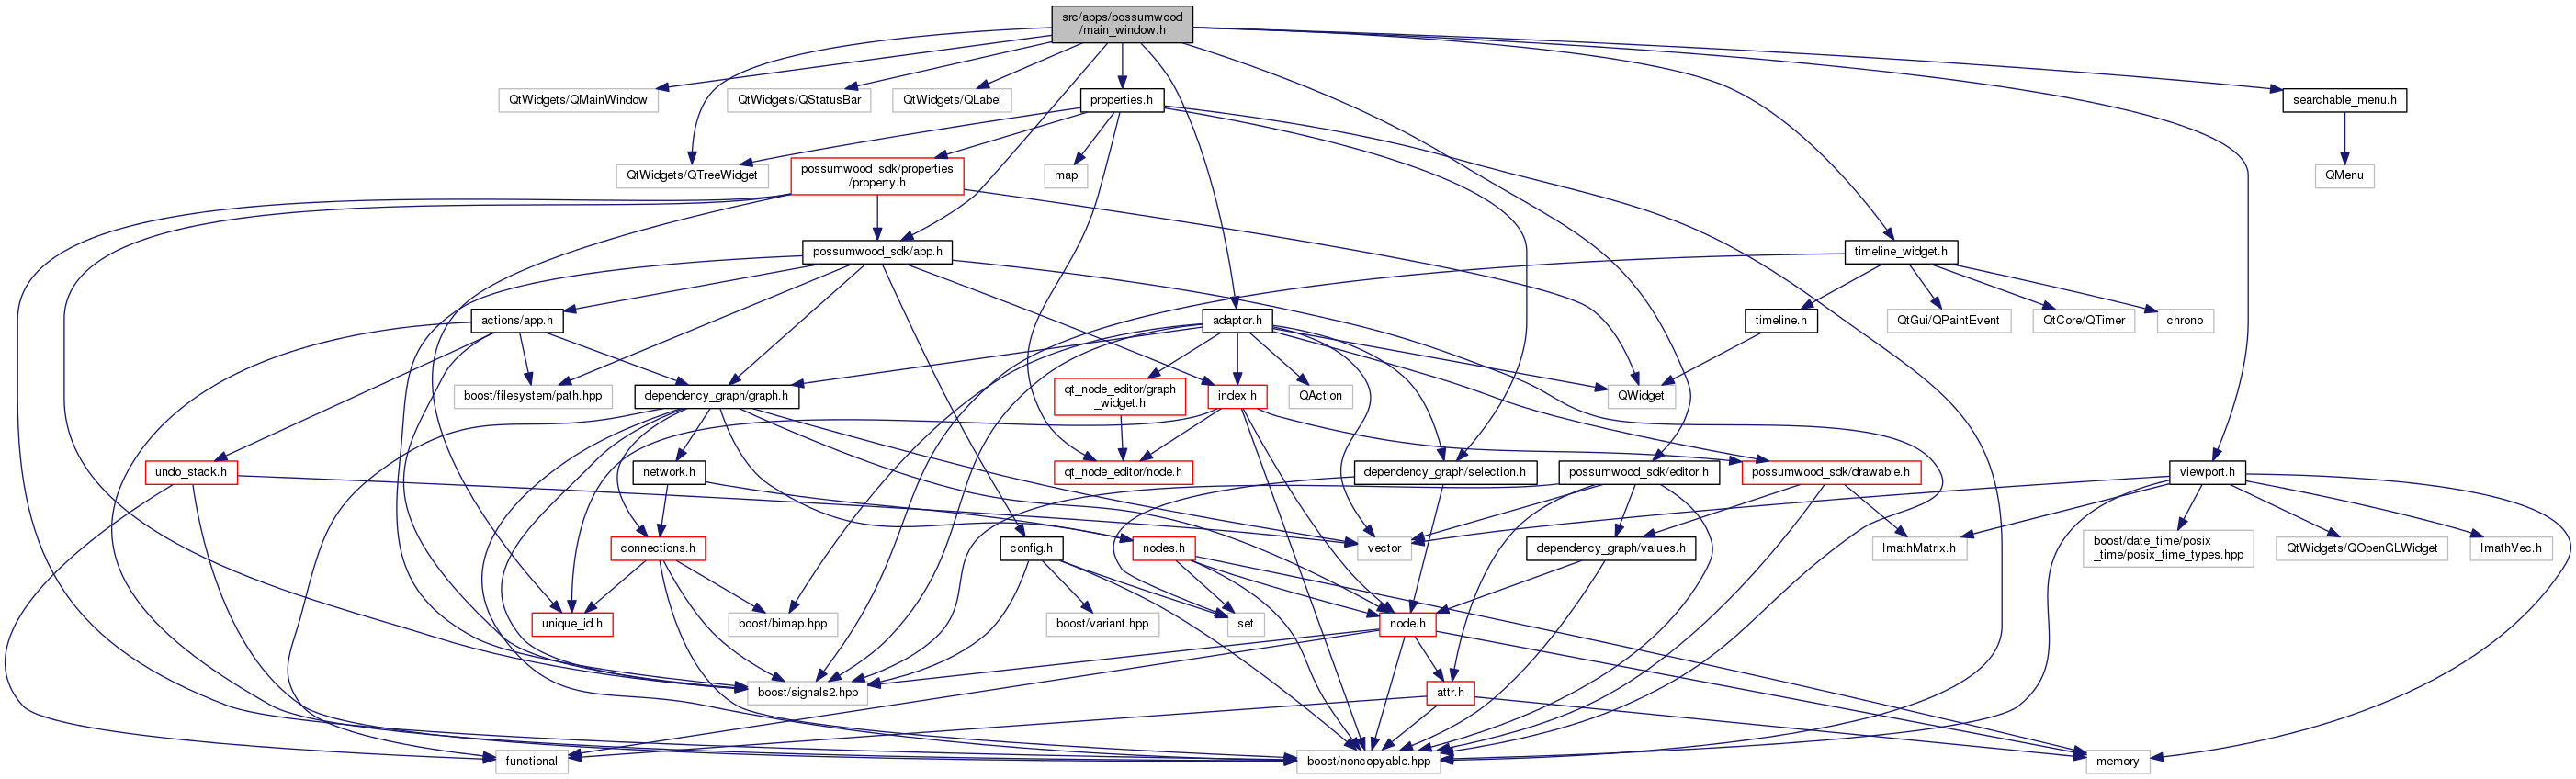 src/apps/possumwood
/main_window.h
QtWidgets/QMainWindow
QtWidgets/QStatusBar
QtWidgets/QLabel
properties.h
searchable_menu.h
QtWidgets/QTreeWidget
possumwood_sdk/properties
/property.h
map
QMenu
possumwood_sdk/app.h
timeline_widget.h
actions/app.h
adaptor.h
timeline.h
QtGui/QPaintEvent
QtCore/QTimer
chrono
boost/filesystem/path.hpp
dependency_graph/graph.h
qt_node_editor/graph
_widget.h
index.h
QAction
QWidget
undo_stack.h
network.h
qt_node_editor/node.h
dependency_graph/selection.h
possumwood_sdk/editor.h
possumwood_sdk/drawable.h
viewport.h
connections.h
config.h
nodes.h
vector
dependency_graph/values.h
ImathMatrix.h
boost/date_time/posix
_time/posix_time_types.hpp
QtWidgets/QOpenGLWidget
ImathVec.h
unique_id.h
boost/bimap.hpp
boost/variant.hpp
set
node.h
boost/signals2.hpp
attr.h
functional
boost/noncopyable.hpp
memory